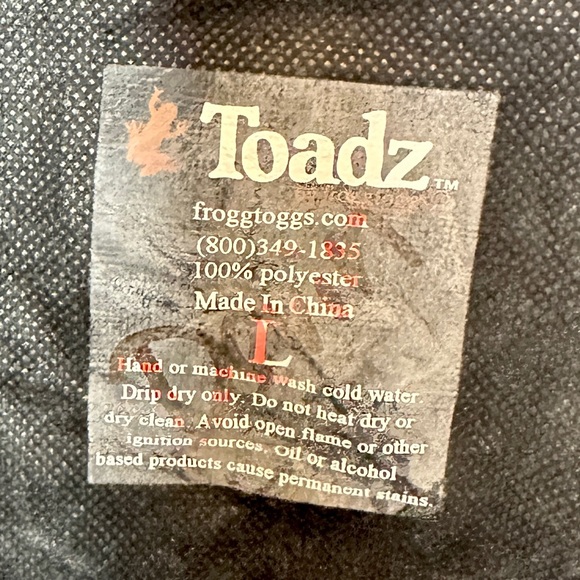 Toadz™
froggtoggs.com
(800)349-1835
100% polyester
Made In China
L
Hand or machine wash cold water.
Drip dry only. Do not heat dry or
dry clean. Avoid open flame or other
ignition sources. Oil or alcohol
based products cause permanent stains.